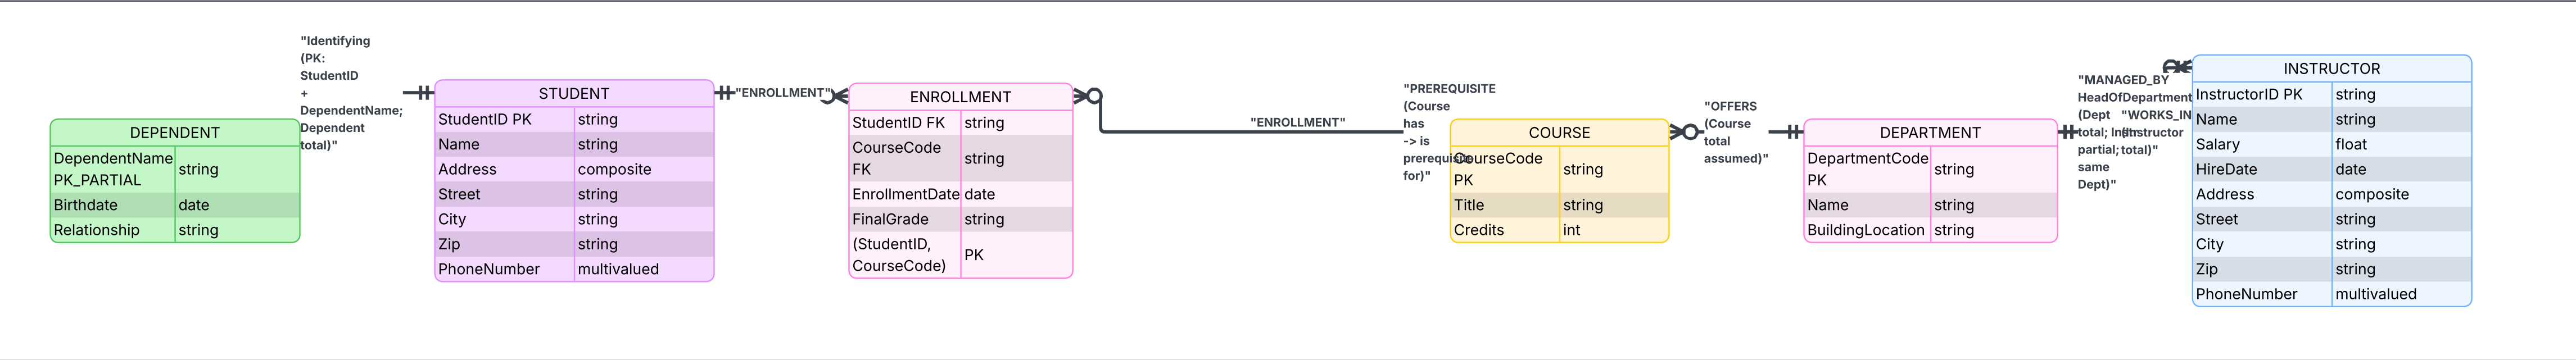 "Identifying
(PK:
StudentID
+
DependentName;
Dependent
total)"
DEPENDENT
DependentName
PK_PARTIAL
string
Birthdate
date
Relationship
string
STUDENT
StudentID PK
string
Name
string
Address
composite
Street
string
City
string
Zip
string
PhoneNumber
multivalued
"ENROLLMENT"
ENROLLMENT
StudentID FK
string
CourseCode
FK
string
EnrollmentDate
date
FinalGrade
string
(StudentID,
CourseCode)
PK
"ENROLLMENT"
"PREREQUISITE
(Course
has
-> is
prerequisite
for)"
COURSE
CourseCode
PK
string
Title
string
Credits
int
"OFFERS
(Course
total
assumed)"
DEPARTMENT
DepartmentCode
PK
string
Name
string
BuildingLocation
string
"MANAGED_BY
HeadOfDepartment
(Dept
total; Instr
partial;
same
Dept)"
"WORKS_IN
(Instructor
total)"
INSTRUCTOR
InstructorID PK
string
Name
string
Salary
float
HireDate
date
Address
composite
Street
string
City
string
Zip
string
PhoneNumber
multivalued